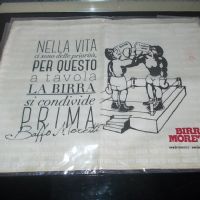 NELLA VITA
ci sono delle priorità,
PER QUESTO
a tavola
LA BIRRA
si condivide
PRIMA
Baffo Moretti
BIRRA
MORETTI